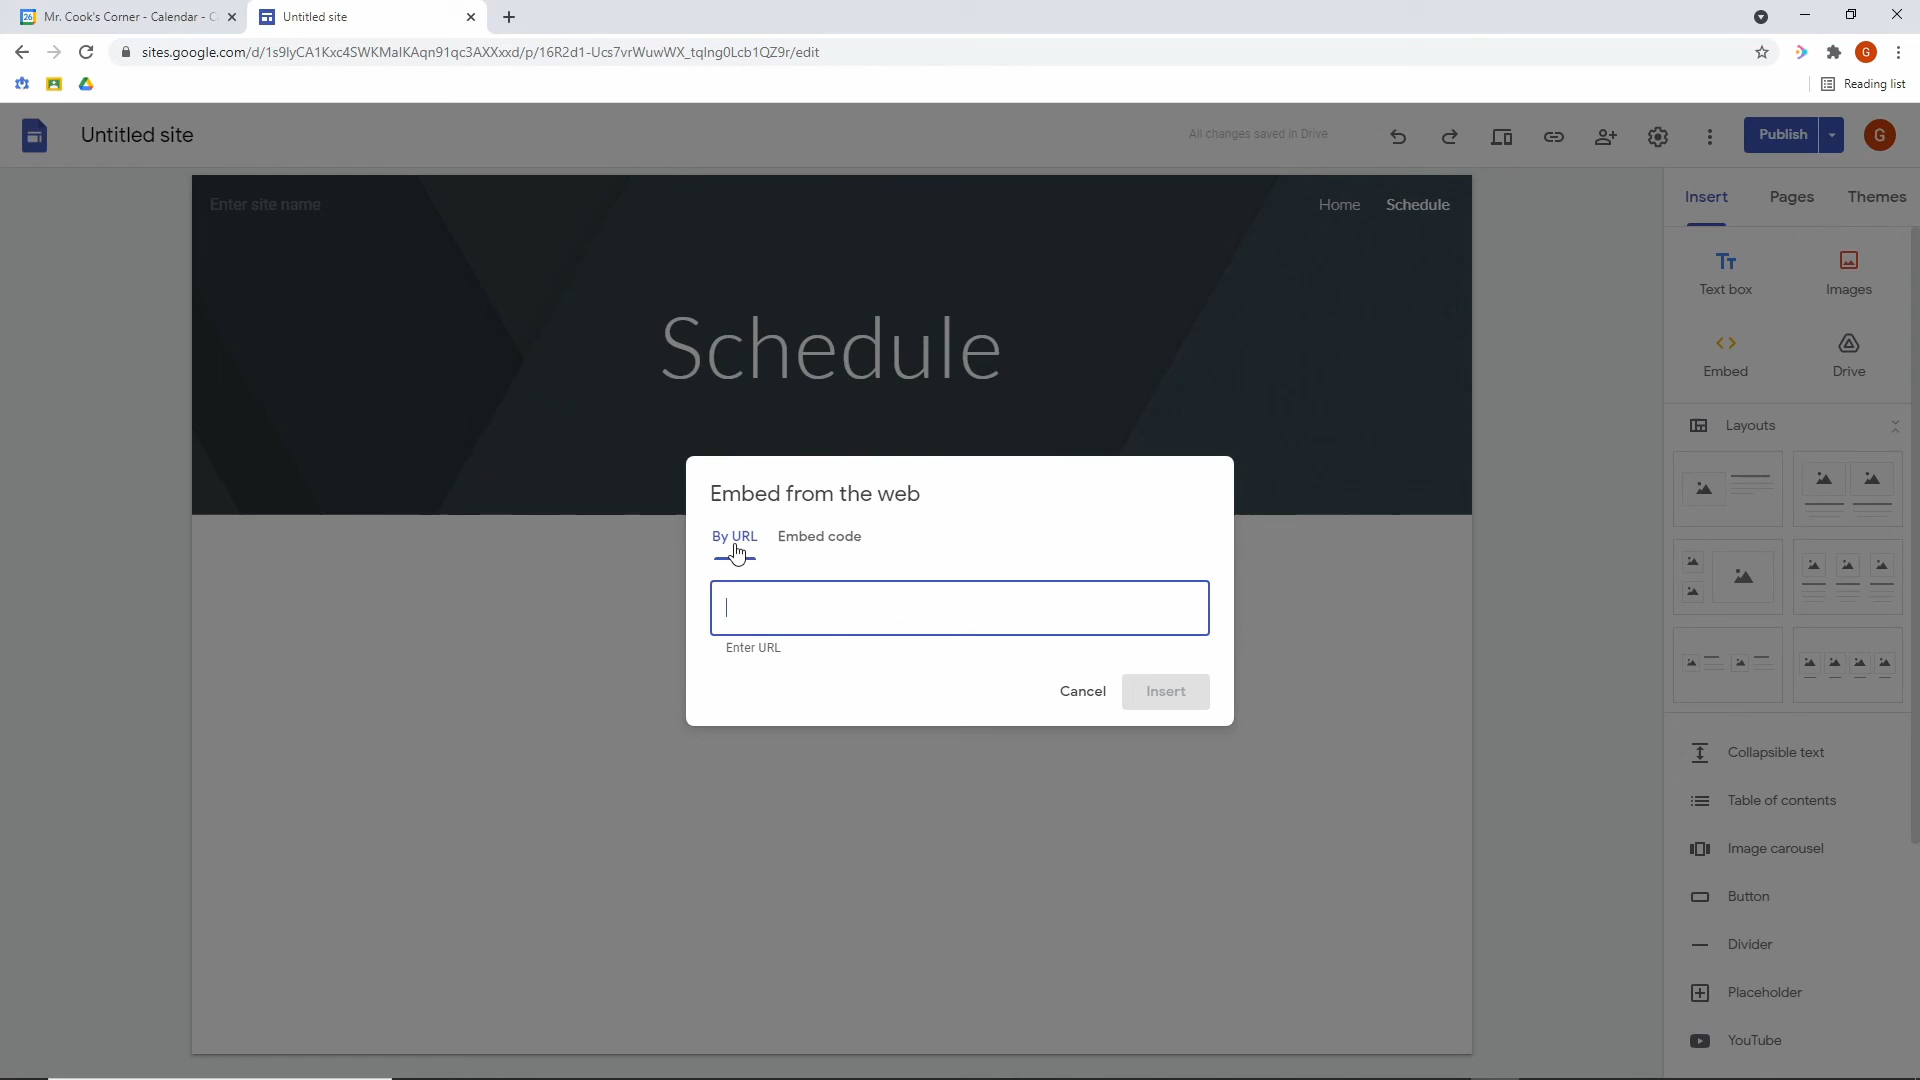 Mr. Cook's Corner - Calendar - C
Untitled site
sites.google.com/d/1s9lyCA1Kxc4SWKMalKAqn91qc3AXXxxd/p/16R2d1-Ucs7vrWuwWX_tqlng0Lcb1QZ9r/edit
G
Reading list
Untitled site
All changes saved in Drive
Publish
G
Enter site name
Home
Schedule
Insert
Pages
Themes
Schedule
Tт
Text box
Images
Embed
Drive
Layouts
Embed from the web
By URL
Embed code
Enter URL
Cancel
Insert
Collapsible text
Table of contents
Image carousel
Button
Divider
Placeholder
YouTube